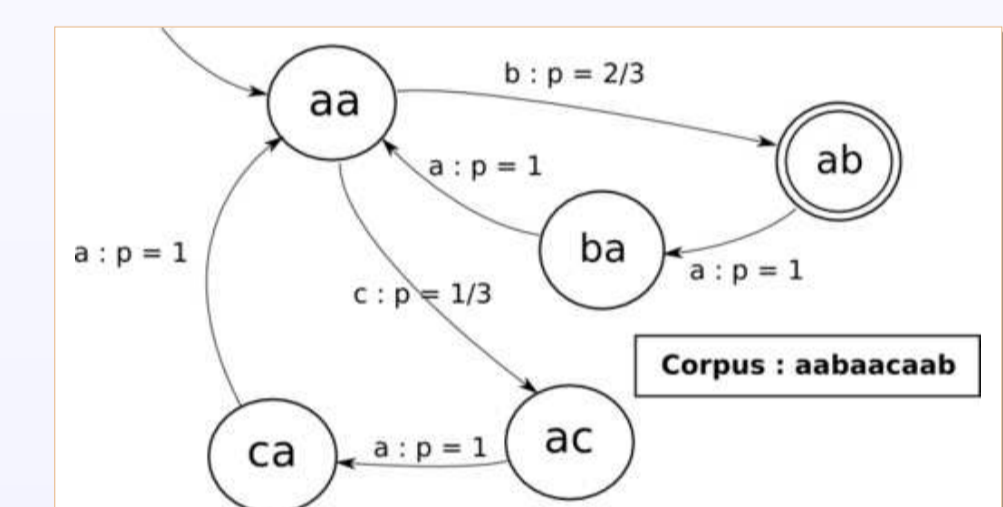 b : p = 2/3
aa
ab
a : p = 1
ba
a : p = 1
a : p = 1
c : p = 1/3
Corpus : aabaacaab
ac
a : p = 1
ca